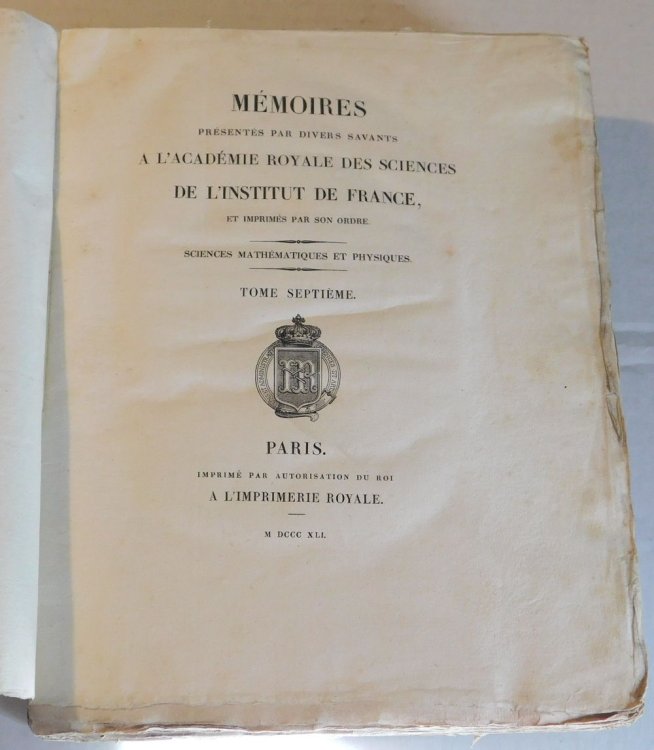 MÉMOIRES
PRÉSENTÉS PAR DIVERS SAVANTS
A L'ACADÉMIE ROYALE DES SCIENCES
DE L'INSTITUT DE FRANCE,
ET IMPRIMÉS PAR SON ORDRE.
SCIENCES MATHÉMATIQUES ET PHYSIQUES.
TOME SEPTIÈME.
PARIS.
IMPRIMÉ PAR AUTORISATION DU ROI
A L'IMPRIMERIE ROYALE.
M DCCC XLI.